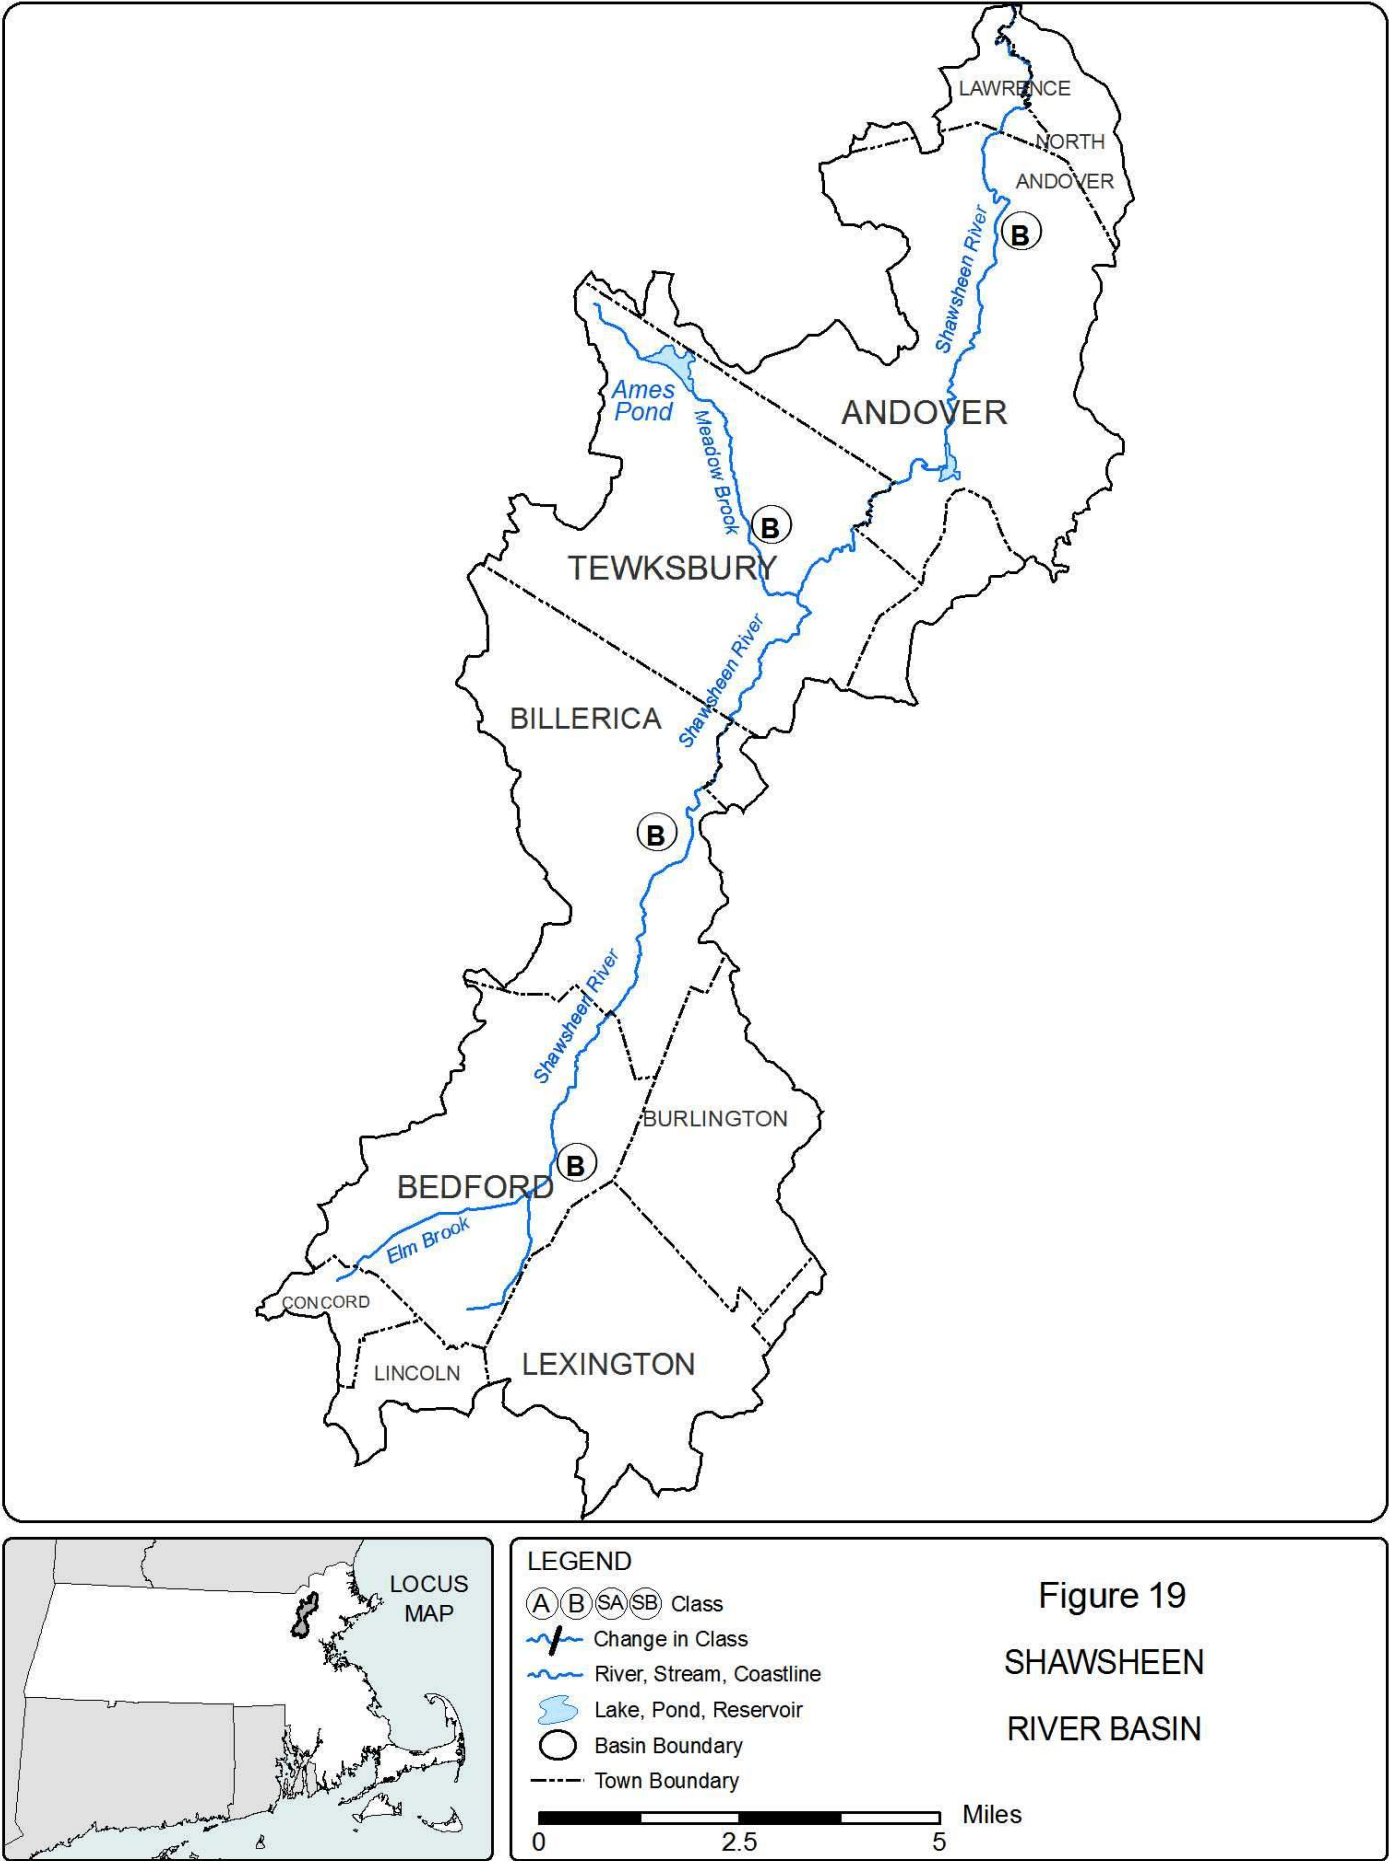 LAWRENCE
NORTH
ANDOVER
B
Shawsheen River
Ames
Pond
ANDOVER
Meadow Brook
B
TEWKSBURY
Shawsheen River
BILLERICA
B
Shawsheen River
BURLINGTON
B
BEDFORD
Elm Brook
CONCORD
LINCOLN
LEXINGTON
LOCUS
MAP
LEGEND
A B SA SB Class
Change in Class
River, Stream, Coastline
Lake, Pond, Reservoir
Basin Boundary
Town Boundary
Miles
0 2.5 5
Figure 19
SHAWSHEEN
RIVER BASIN